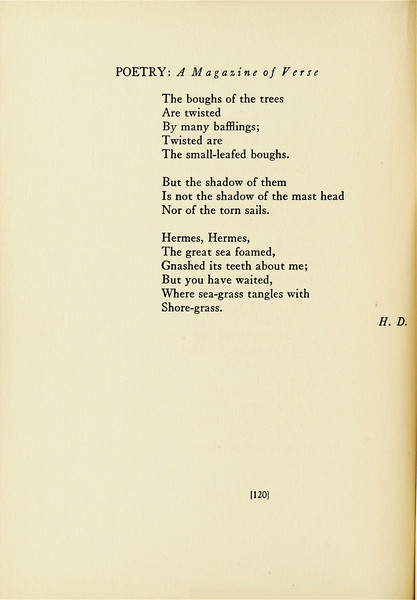 POETRY: A Magazine of Verse
The boughs of the trees
Are twisted
By many bafflings;
Twisted are
The small-leafed boughs.
But the shadow of them
Is not the shadow of the mast head
Nor of the torn sails.
Hermes, Hermes,
The great sea foamed,
Gnashed its teeth about me;
But you have waited,
Where sea-grass tangles with
Shore-grass.
H. D.
[120]